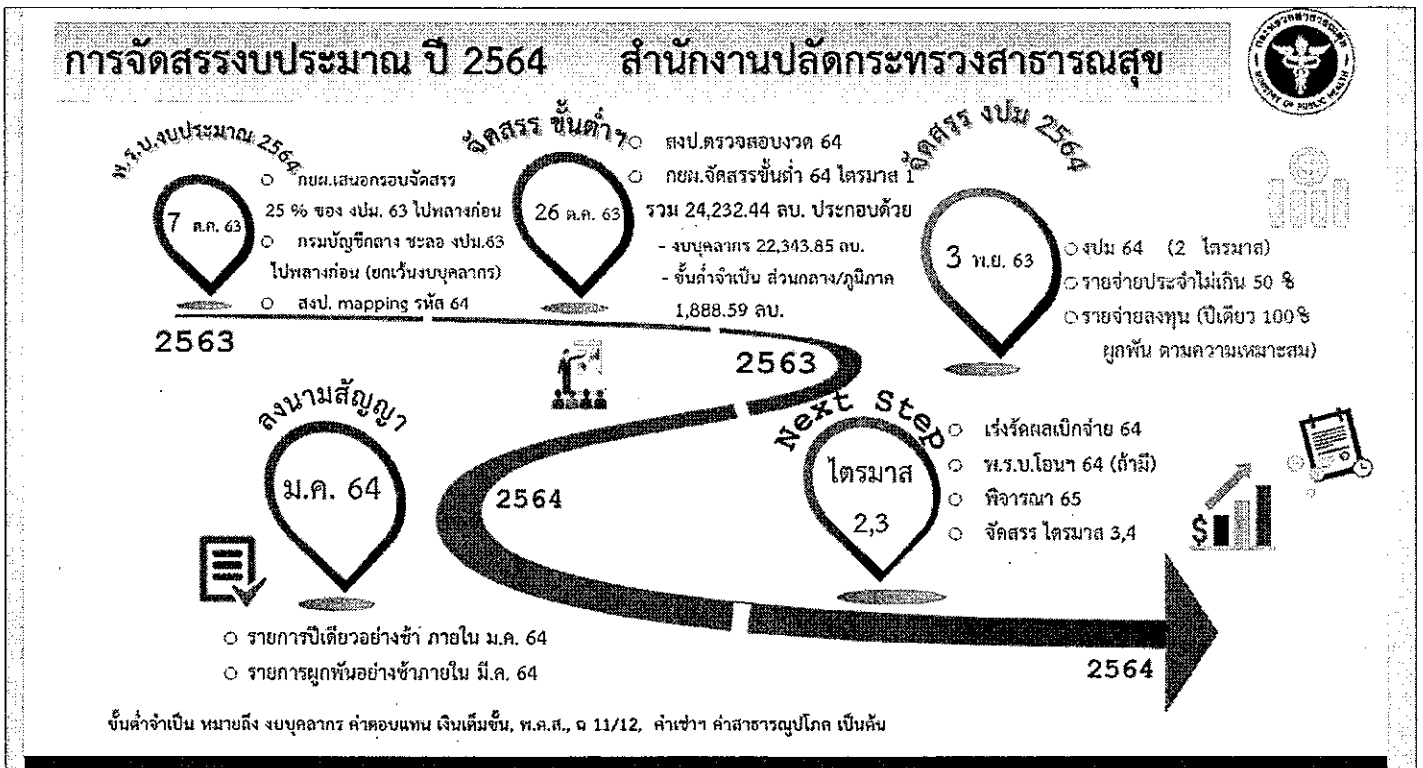 การจัดสรรงบประมาณ ปี 2564 สำนักงานปลัดกระทรวงสาธารณสุข
กระทรวงสาธารณสุข
MINISTRY OF PUBLIC HEALTH
พ.ร.บ.งบประมาณ 2564
7 ต.ค. 63
○ กยผ.เสนอกรอบจัดสรร
25 % ของ งปม. 63 ไปพลางก่อน
○ กรมบัญชีกลาง ชะลอ งปม.63
ไปพลางก่อน (ยกเว้นงบบุคลากร)
○ สงป. mapping รหัส 64
2563
จัดสรร ขั้นต่ำฯ
26 ต.ค. 63
○ สงป.ตรวจสอบงวด 64
○ กยผ.จัดสรรขั้นต่ำ 64 ไตรมาส 1
รวม 24,232.44 ลบ. ประกอบด้วย
- งบบุคลากร 22,343.85 ลบ.
- ขั้นต่ำจำเป็น ส่วนกลาง/ภูมิภาค
1,888.59 ลบ.
2563
จัดสรร งปม 2564
3 พ.ย. 63
○ งปม 64 (2 ไตรมาส)
○ รายจ่ายประจำไม่เกิน 50 %
○ รายจ่ายลงทุน (ปีเดียว 100%
ผูกพัน ตามความเหมาะสม)
ลงนามสัญญา
ม.ค. 64
2564
○ รายการปีเดียวอย่างช้า ภายใน ม.ค. 64
○ รายการผูกพันอย่างช้าภายใน มี.ค. 64
Next Step
ไตรมาส
2,3
○ เร่งรัดผลเบิกจ่าย 64
○ พ.ร.บ.โอนฯ 64 (ถ้ามี)
○ พิจารณา 65
○ จัดสรร ไตรมาส 3,4
$
2564
ขั้นต่ำจำเป็น หมายถึง งบบุคลากร ค่าตอบแทน เงินเต็มขั้น, พ.ต.ส., ฉ 11/12, ค่าเช่าฯ ค่าสาธารณูปโภค เป็นต้น